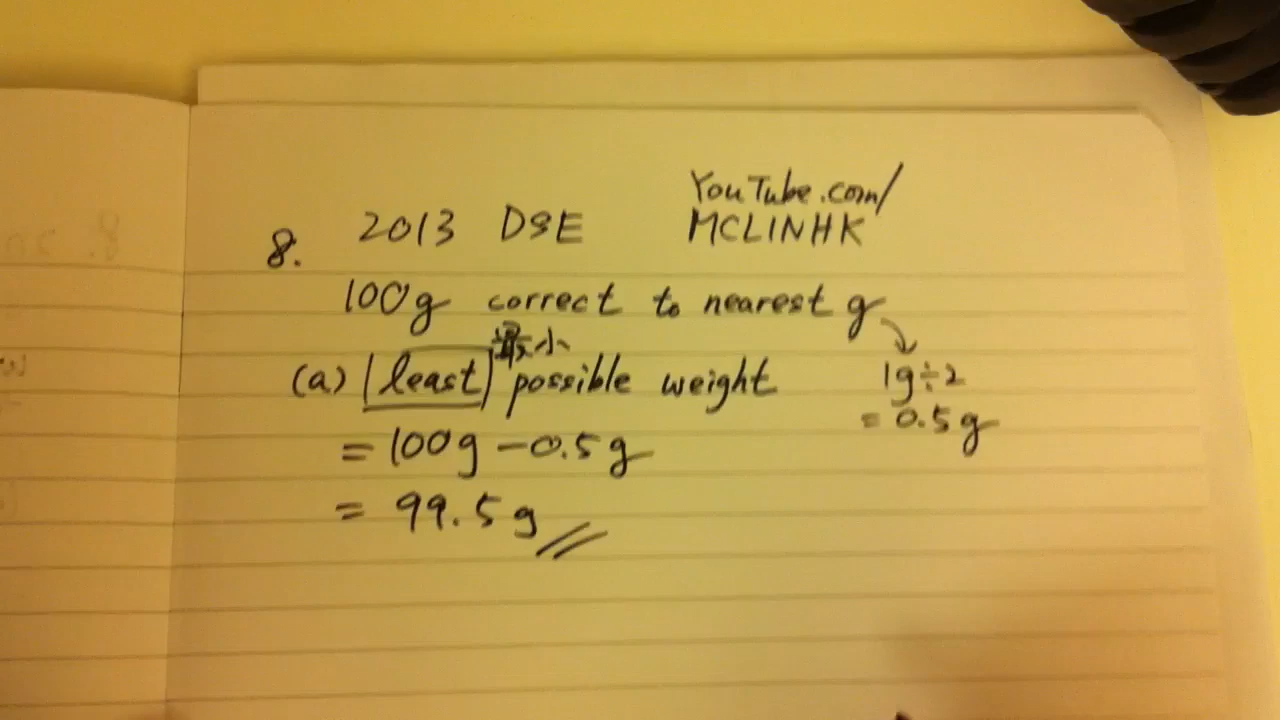 YouTube.com/
8. 2013 DSE MCLINHK
100g correct to nearest g
最小
(a) least possible weight 1g÷2
= 0.5g
= 100g - 0.5g
= 99.5g